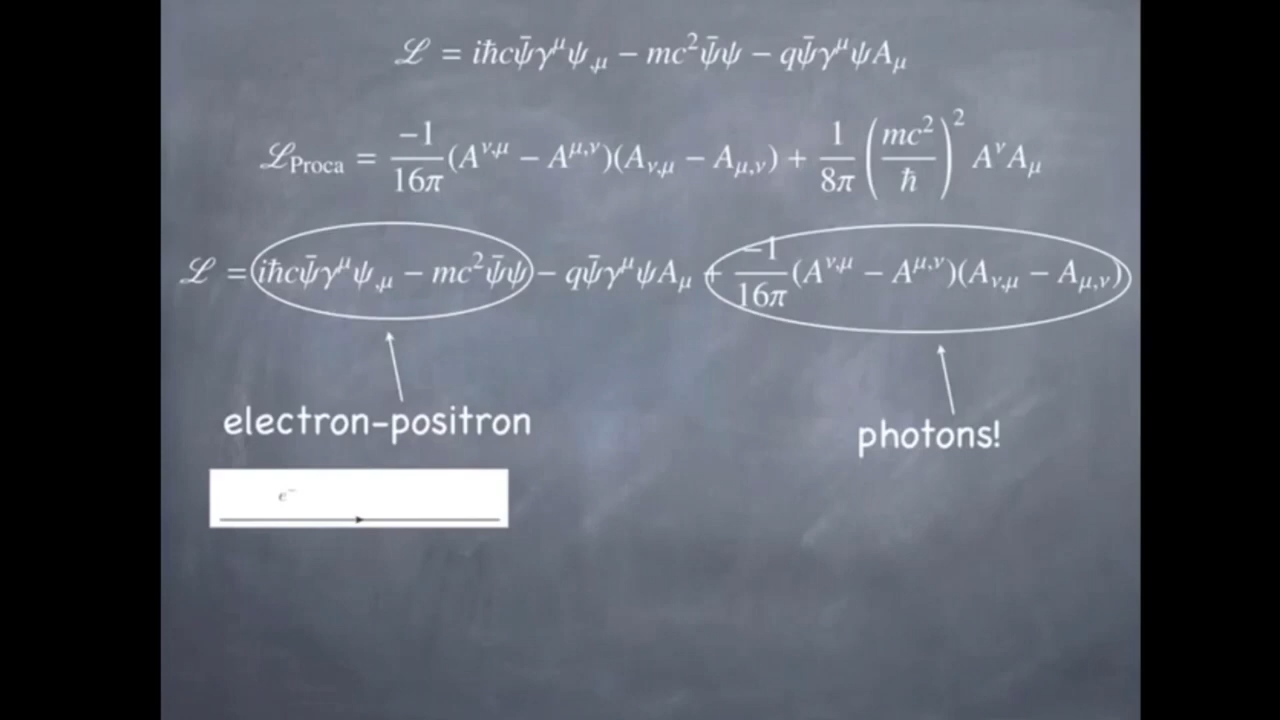 ℒ = iħcψ̄γ^μψ_{,μ} − mc²ψ̄ψ − qψ̄γ^μψA_μ
ℒ_Proca = −1/16π (A^{ν,μ} − A^{μ,ν})(A_{ν,μ} − A_{μ,ν}) + 1/8π (mc²/ħ)² A^νA_μ
ℒ = iħcψ̄γ^μψ_{,μ} − mc²ψ̄ψ − qψ̄γ^μψA_μ + −1/16π (A^{ν,μ} − A^{μ,ν})(A_{ν,μ} − A_{μ,ν})
electron-positron
photons!
e⁻